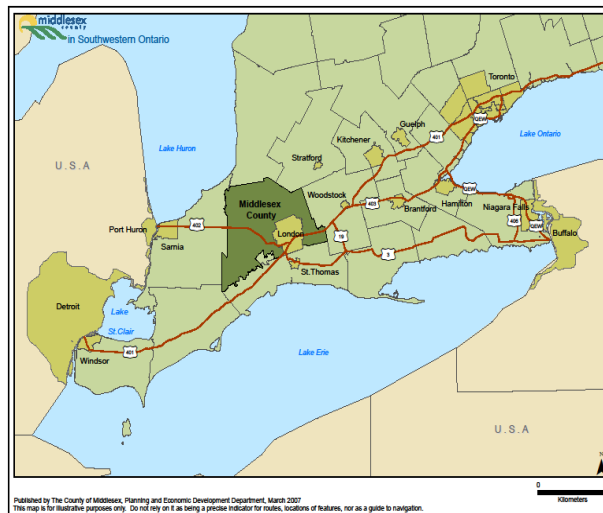 middlesex
county
in Southwestern Ontario
Toronto
QEW
Guelph
401
Lake Ontario
Kitchener
Lake Huron
U.S.A
Stratford
Woodstock
Middlesex
County
QEW
403
Brantford
Hamilton
Niagara Falls
Port Huron
402
London
19
406
QEW
Buffalo
Sarnia
3
St.Thomas
Detroit
Lake
St.Clair
Lake Erie
401
Windsor
U.S.A
N
0
Kilometers
Published by The County of Middlesex, Planning and Economic Development Department, March 2007
This map is for illustrative purposes only. Do not rely on it as being a precise indicator for routes, locations of features, nor as a guide to navigation.